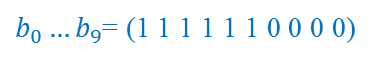 b₀ … b₉= (1 1 1 1 1 1 0 0 0 0)